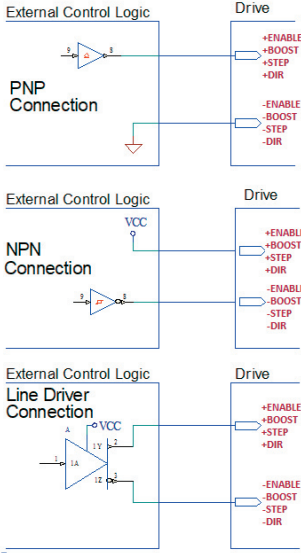 External Control Logic
Drive
9
8
+ENABLE
+BOOST
+STEP
+DIR
PNP
Connection
-ENABLE
-BOOST
-STEP
-DIR
External Control Logic
Drive
VCC
NPN
Connection
+ENABLE
+BOOST
+STEP
+DIR
9
8
-ENABLE
-BOOST
-STEP
-DIR
External Control Logic
Drive
Line Driver
Connection
A
VCC
1Y
2
+ENABLE
+BOOST
+STEP
+DIR
1
1A
1Z
3
-ENABLE
-BOOST
-STEP
-DIR